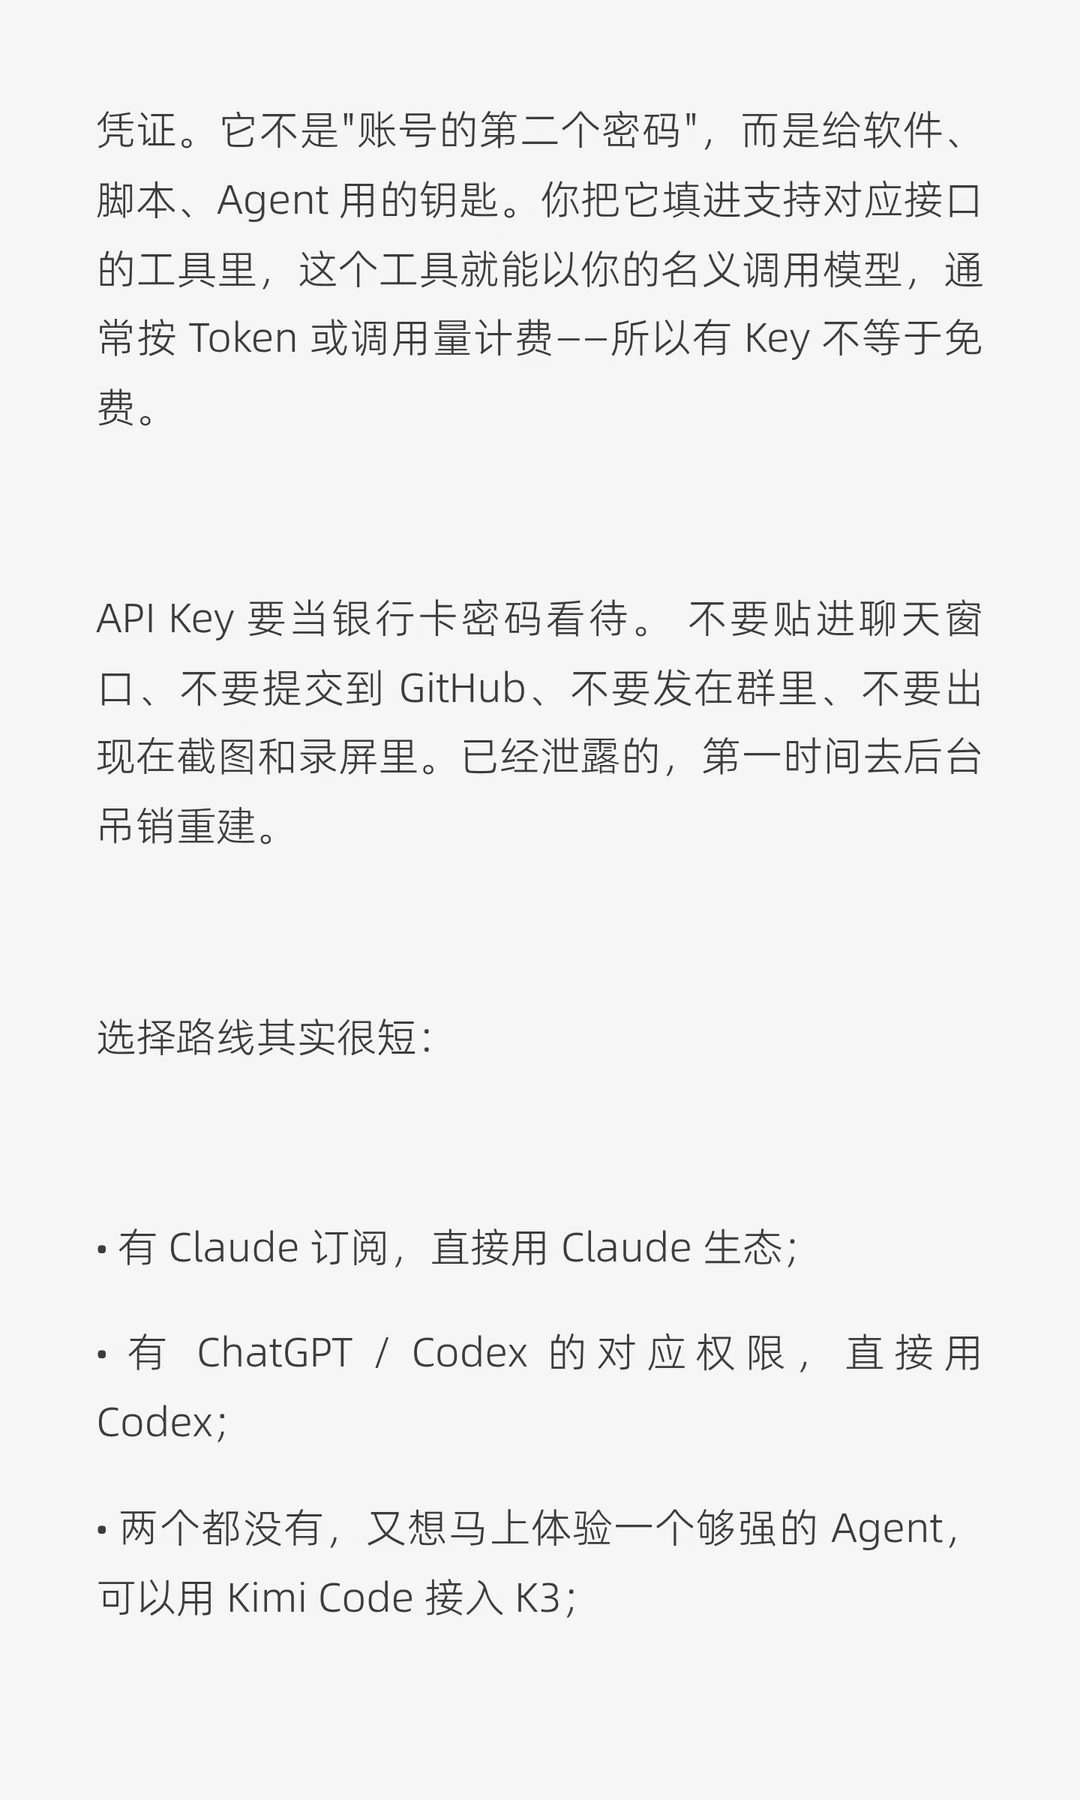 凭证。它不是"账号的第二个密码"，而是给软件、
脚本、Agent 用的钥匙。你把它填进支持对应接口
的工具里，这个工具就能以你的名义调用模型，通
常按 Token 或调用量计费——所以有 Key 不等于免
费。
API Key 要当银行卡密码看待。 不要贴进聊天窗
口、不要提交到 GitHub、不要发在群里、不要出
现在截图和录屏里。已经泄露的，第一时间去后台
吊销重建。
选择路线其实很短：
• 有 Claude 订阅，直接用 Claude 生态；
• 有 ChatGPT / Codex 的对应权限，直接用
Codex；
• 两个都没有，又想马上体验一个够强的 Agent，
可以用 Kimi Code 接入 K3；